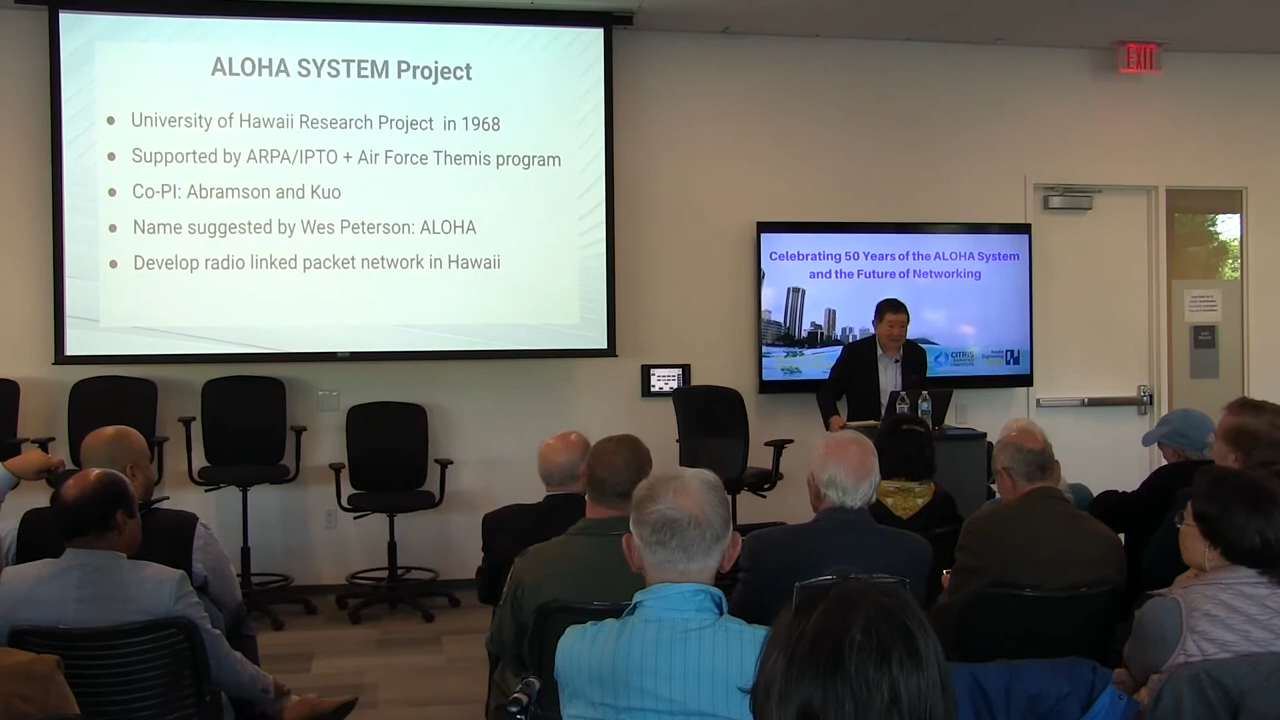 ALOHA SYSTEM Project
● University of Hawaii Research Project in 1968
● Supported by ARPA/IPTO + Air Force Themis program
● Co-PI: Abramson and Kuo
● Name suggested by Wes Peterson: ALOHA
● Develop radio linked packet network in Hawaii
EXIT
Celebrating 50 Years of the ALOHA System
and the Future of Networking
CITRIS